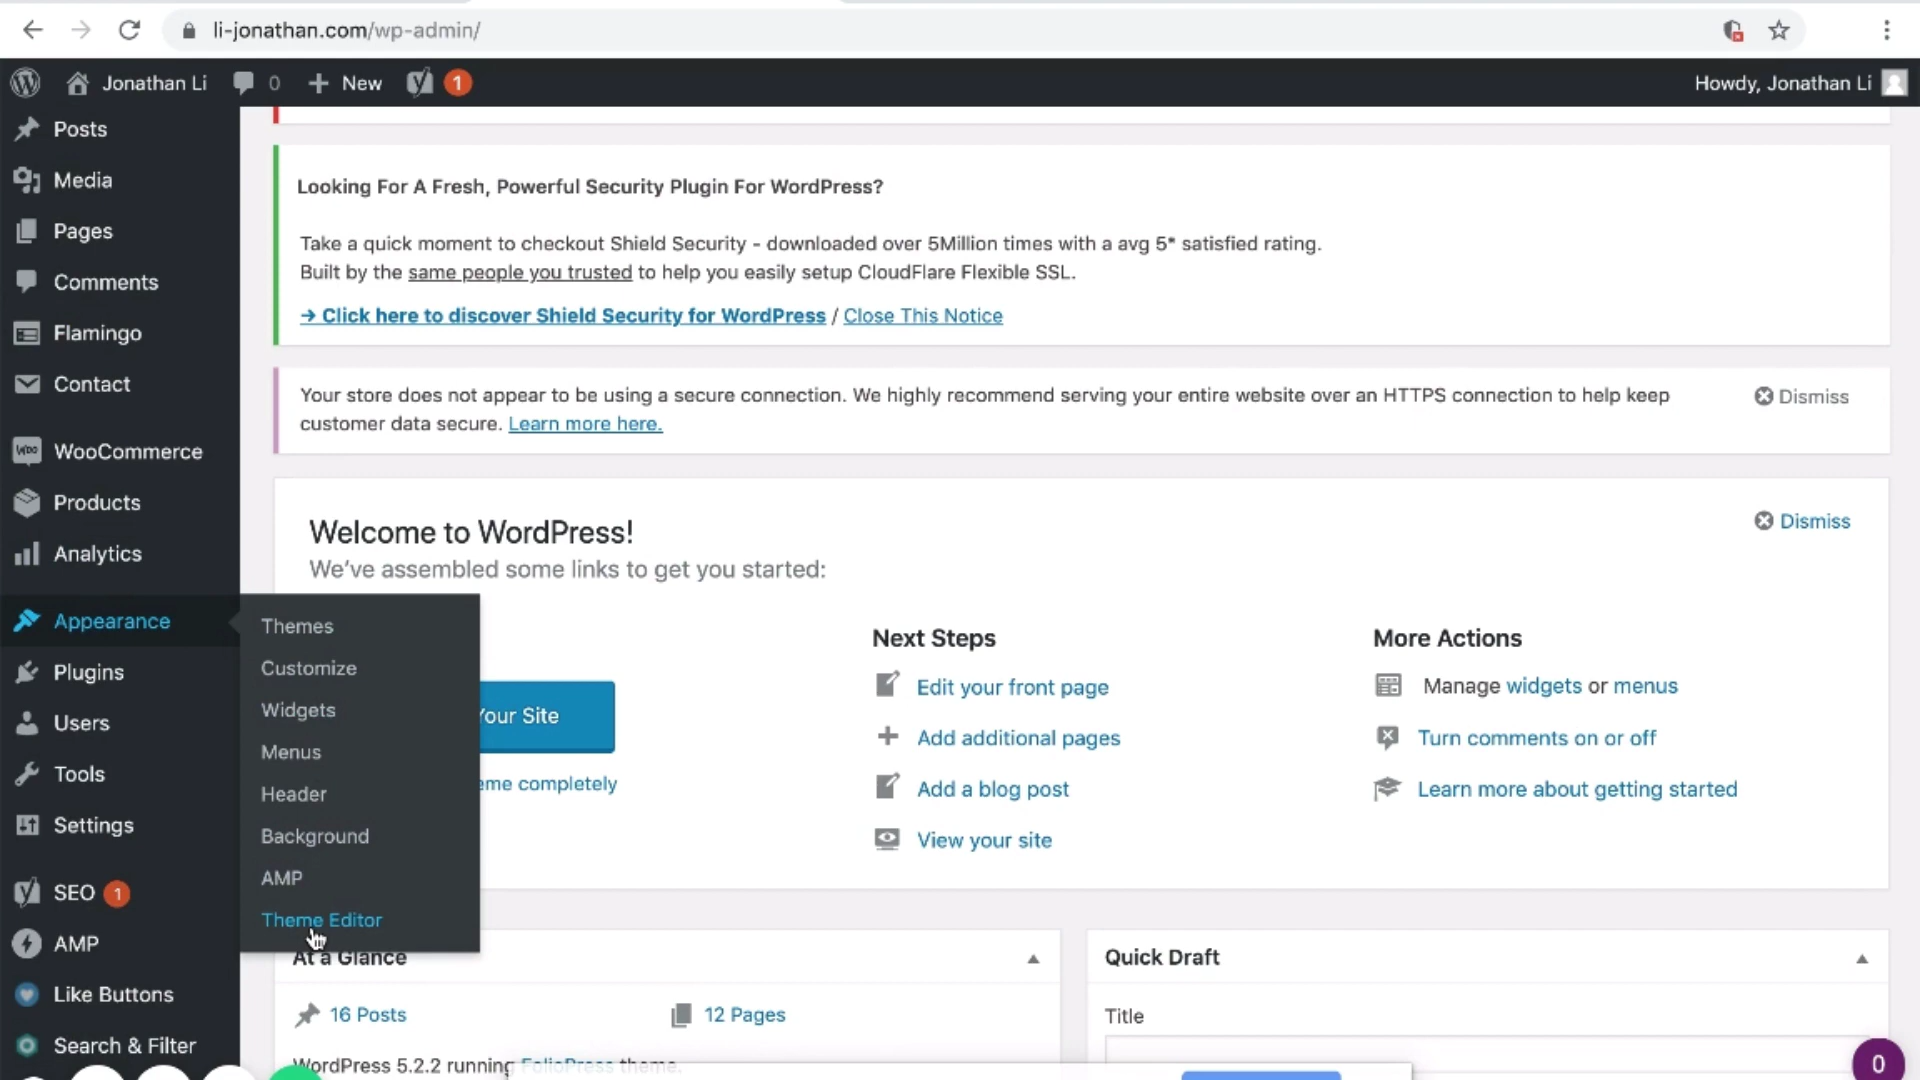 li-jonathan.com/wp-admin/
Jonathan Li 0 New 1 Howdy, Jonathan Li
Posts
Media
Pages
Comments
Flamingo
Contact
WooCommerce
Products
Analytics
Appearance
Plugins
Users
Tools
Settings
SEO 1
AMP
Like Buttons
Search & Filter
Themes
Customize
Widgets
Menus
Header
Background
AMP
Theme Editor
Looking For A Fresh, Powerful Security Plugin For WordPress?
Take a quick moment to checkout Shield Security - downloaded over 5Million times with a avg 5* satisfied rating.
Built by the same people you trusted to help you easily setup CloudFlare Flexible SSL.
→ Click here to discover Shield Security for WordPress / Close This Notice
Your store does not appear to be using a secure connection. We highly recommend serving your entire website over an HTTPS connection to help keep
customer data secure. Learn more here.
Dismiss
Welcome to WordPress!
We've assembled some links to get you started:
Dismiss
Your Site
eme completely
Next Steps
Edit your front page
Add additional pages
Add a blog post
View your site
More Actions
Manage widgets or menus
Turn comments on or off
Learn more about getting started
At a Glance
16 Posts 12 Pages
WordPress 5.2.2 running FolioPress theme.
Quick Draft
Title
0